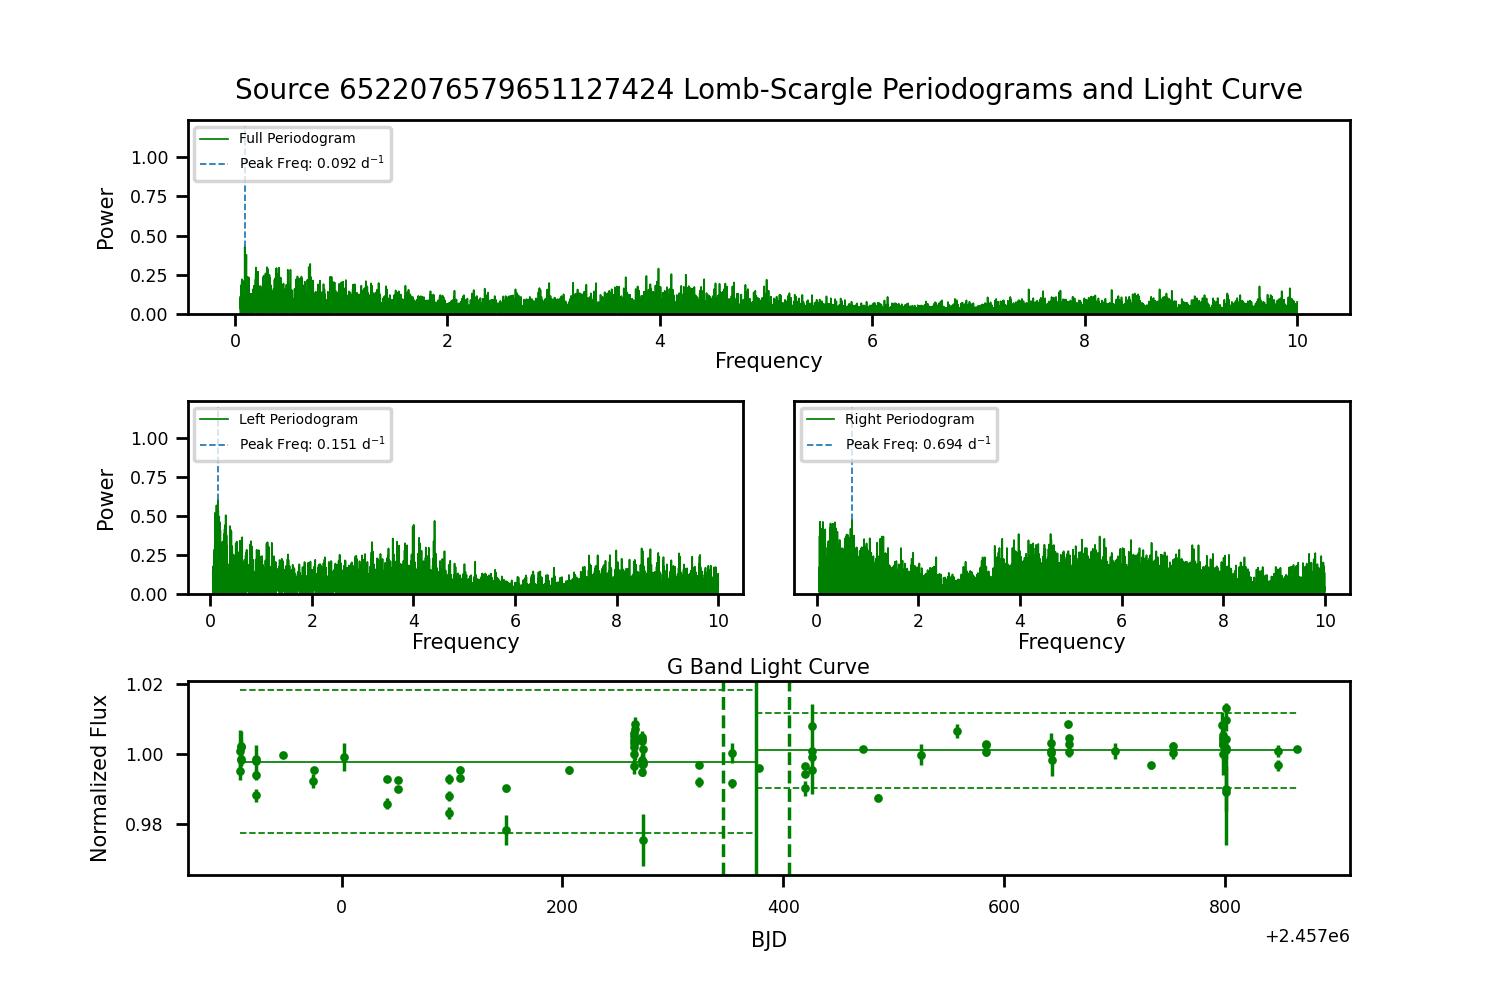 Source 6522076579651127424 Lomb-Scargle Periodograms and Light Curve
Full Periodogram
Peak Freq: 0.092 d⁻¹
Power
1.00
0.75
0.50
0.25
0.00
0 2 4 6 8 10
Frequency
Left Periodogram
Peak Freq: 0.151 d⁻¹
Power
1.00
0.75
0.50
0.25
0.00
0 2 4 6 8 10
Frequency
Right Periodogram
Peak Freq: 0.694 d⁻¹
0 2 4 6 8 10
Frequency
G Band Light Curve
Normalized Flux
1.02
1.00
0.98
0 200 400 600 800
BJD
+2.457e6